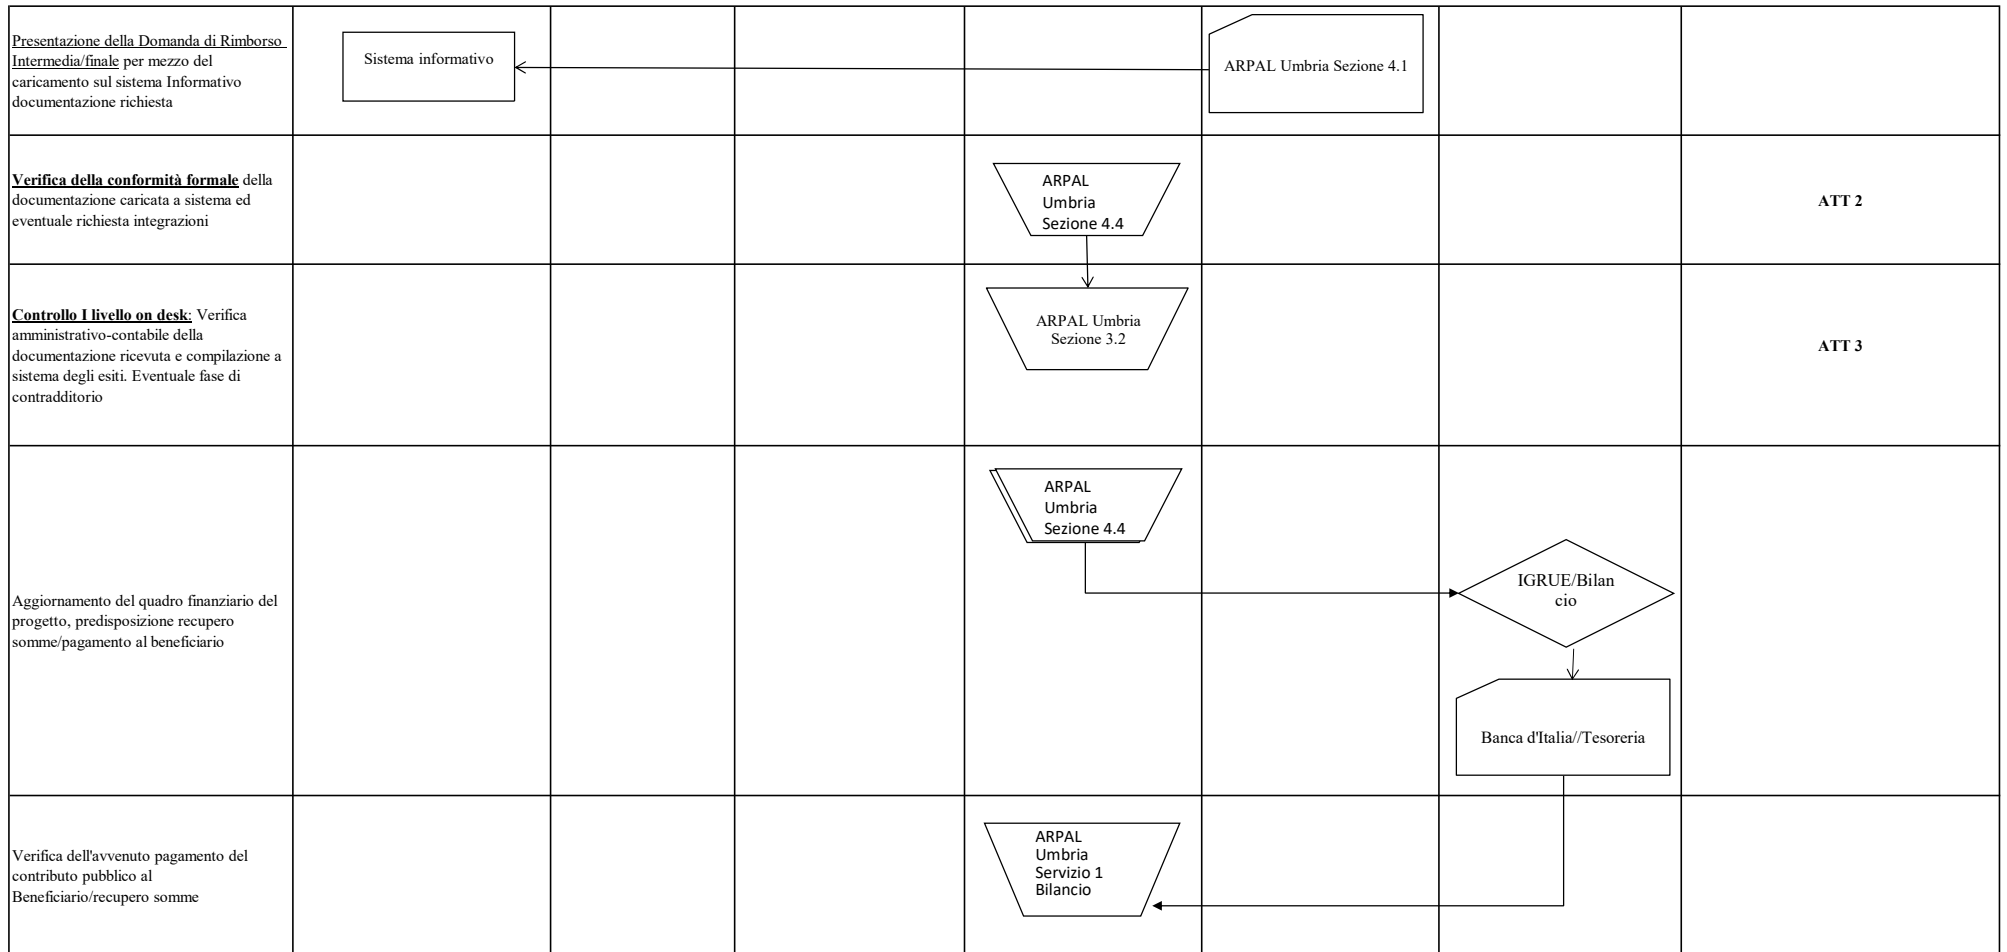 Presentazione della Domanda di Rimborso
Intermedia/finale per mezzo del
caricamento sul sistema Informativo
documentazione richiesta
Sistema informativo
ARPAL Umbria Sezione 4.1
Verifica della conformità formale della
documentazione caricata a sistema ed
eventuale richiesta integrazioni
ARPAL
Umbria
Sezione 4.4
ATT 2
Controllo I livello on desk: Verifica
amministrativo-contabile della
documentazione ricevuta e compilazione a
sistema degli esiti. Eventuale fase di
contradditorio
ARPAL Umbria
Sezione 3.2
ATT 3
Aggiornamento del quadro finanziario del
progetto, predisposizione recupero
somme/pagamento al beneficiario
ARPAL
Umbria
Sezione 4.4
IGRUE/Bilan
cio
Banca d'Italia//Tesoreria
Verifica dell'avvenuto pagamento del
contributo pubblico al
Beneficiario/recupero somme
ARPAL
Umbria
Servizio 1
Bilancio